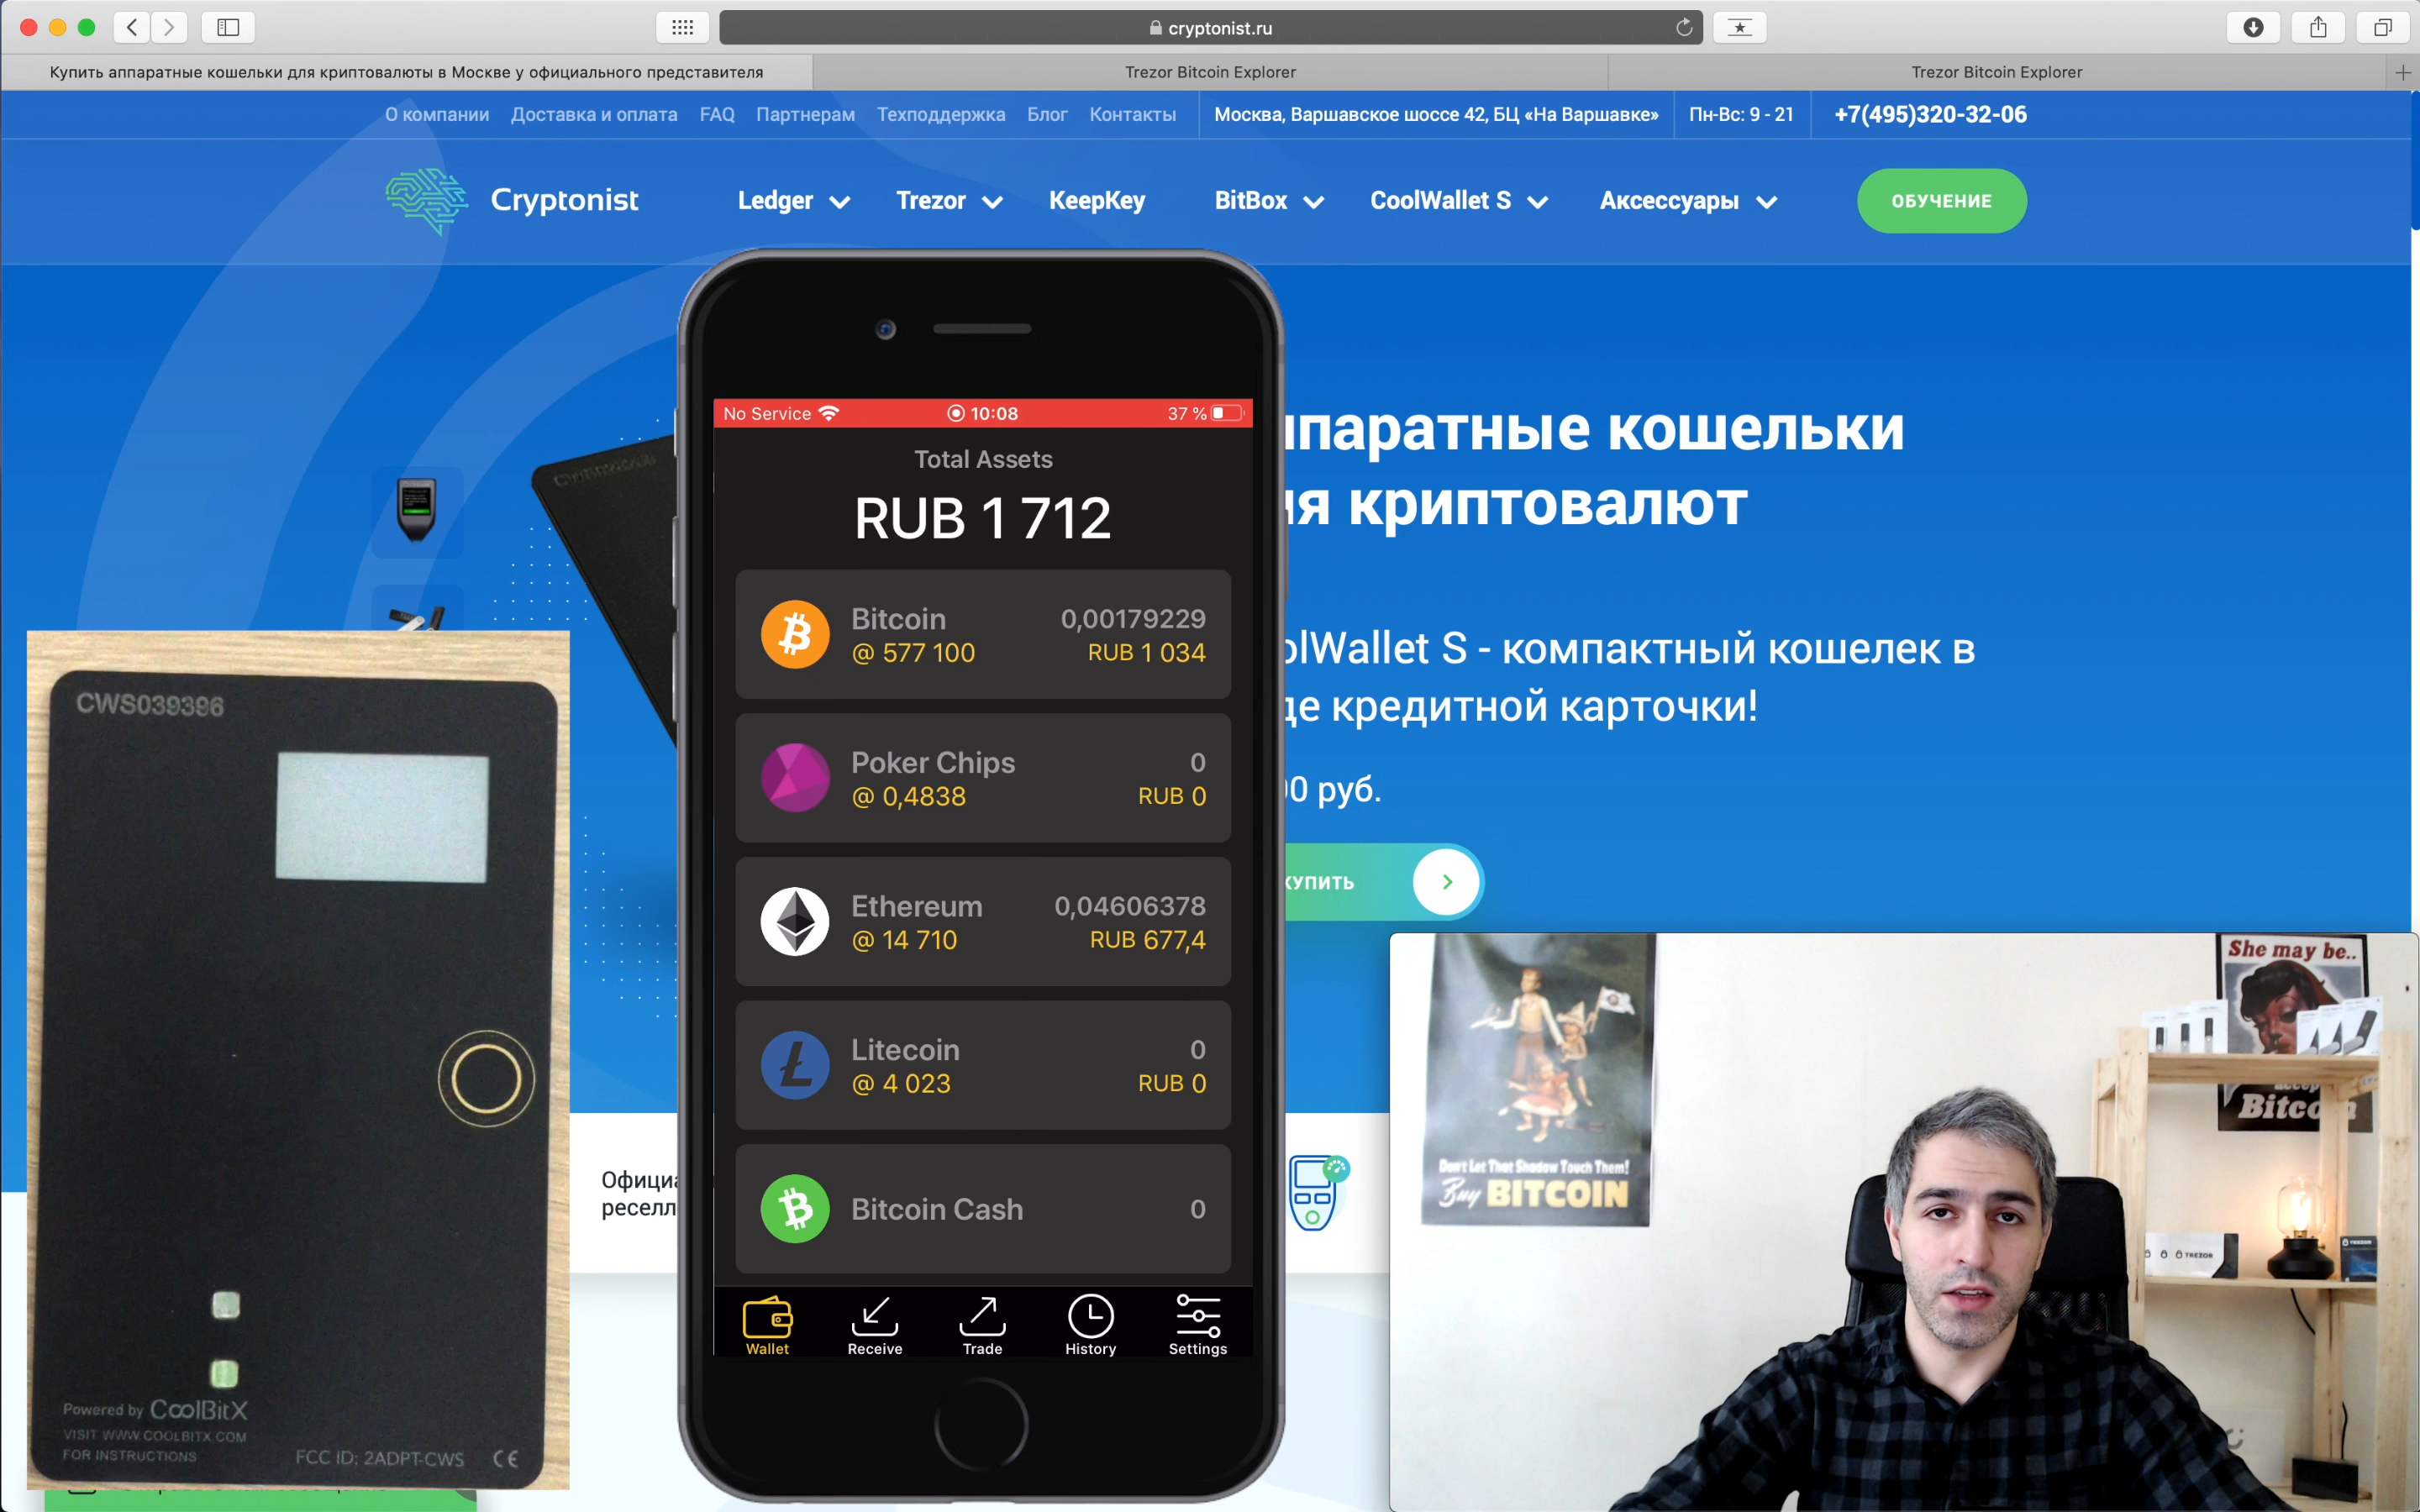 cryptonist.ru
Купить аппаратные кошельки для криптовалюты в Москве у официального представителя
Trezor Bitcoin Explorer
Trezor Bitcoin Explorer
О компании Доставка и оплата FAQ Партнерам Техподдержка Блог Контакты
Москва, Варшавское шоссе 42, БЦ «На Варшавке»
Пн-Вс: 9 - 21
+7(495)320-32-06
Cryptonist
Ledger
Trezor
KeepKey
BitBox
CoolWallet S
Аксессуары
ОБУЧЕНИЕ
ппаратные кошельки
ия криптовалют
olWallet S - компактный кошелек в
де кредитной карточки!
00 руб.
КУПИТЬ
No Service
10:08
37 %
Total Assets
RUB 1 712
Bitcoin 0,00179229
@ 577 100 RUB 1 034
Poker Chips 0
@ 0,4838 RUB 0
Ethereum 0,04606378
@ 14 710 RUB 677,4
Litecoin 0
@ 4 023 RUB 0
Bitcoin Cash 0
Wallet Receive Trade History Settings
CWS039396
Powered by CoolBitX
VISIT WWW.COOLBITX.COM
FOR INSTRUCTIONS
FCC ID: 2ADPT-CWS CE
Официа
реселл
Don't Let That Shadow Touch Them!
Buy BITCOIN
She may be..
accept
Bitco n
TREZOR